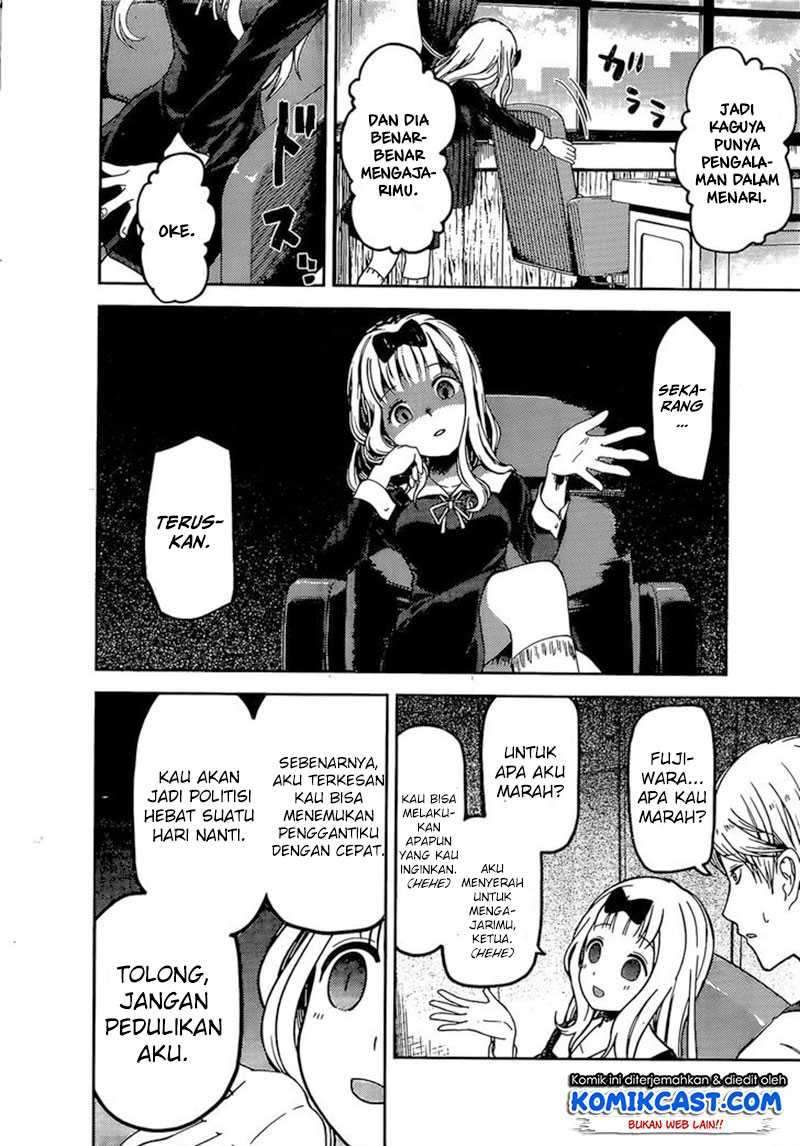 JADI
KAGUYA
PUNYA
PENGALA-
MAN DALAM
MENARI.
DAN DIA
BENAR-
BENAR
MENGAJA-
RIMU.
ガラ
OKE.
SEKA-
RANG
...
TERUS-
KAN.
FUJI-
WARA...
APA KAU
MARAH?
UNTUK
APA AKU
MARAH?
AKU
MENYERAH
UNTUK
MENGA-
JARIMU,
KETUA.
(HEHE)
KAU BISA
MELAKU-
KAN
APAPUN
YANG KAU
INGINKAN.
(HEHE)
SEBENARNYA,
AKU TERKESAN
KAU BISA
MENEMUKAN
PENGGANTIKU
DENGAN CEPAT.
KAU AKAN
JADI POLITISI
HEBAT SUATU
HARI NANTI.
TOLONG,
JANGAN
PEDULIKAN
AKU.
Komik ini diterjemahkan & diedit oleh
KOMIKCAST.COM
BUKAN WEB LAIN!!